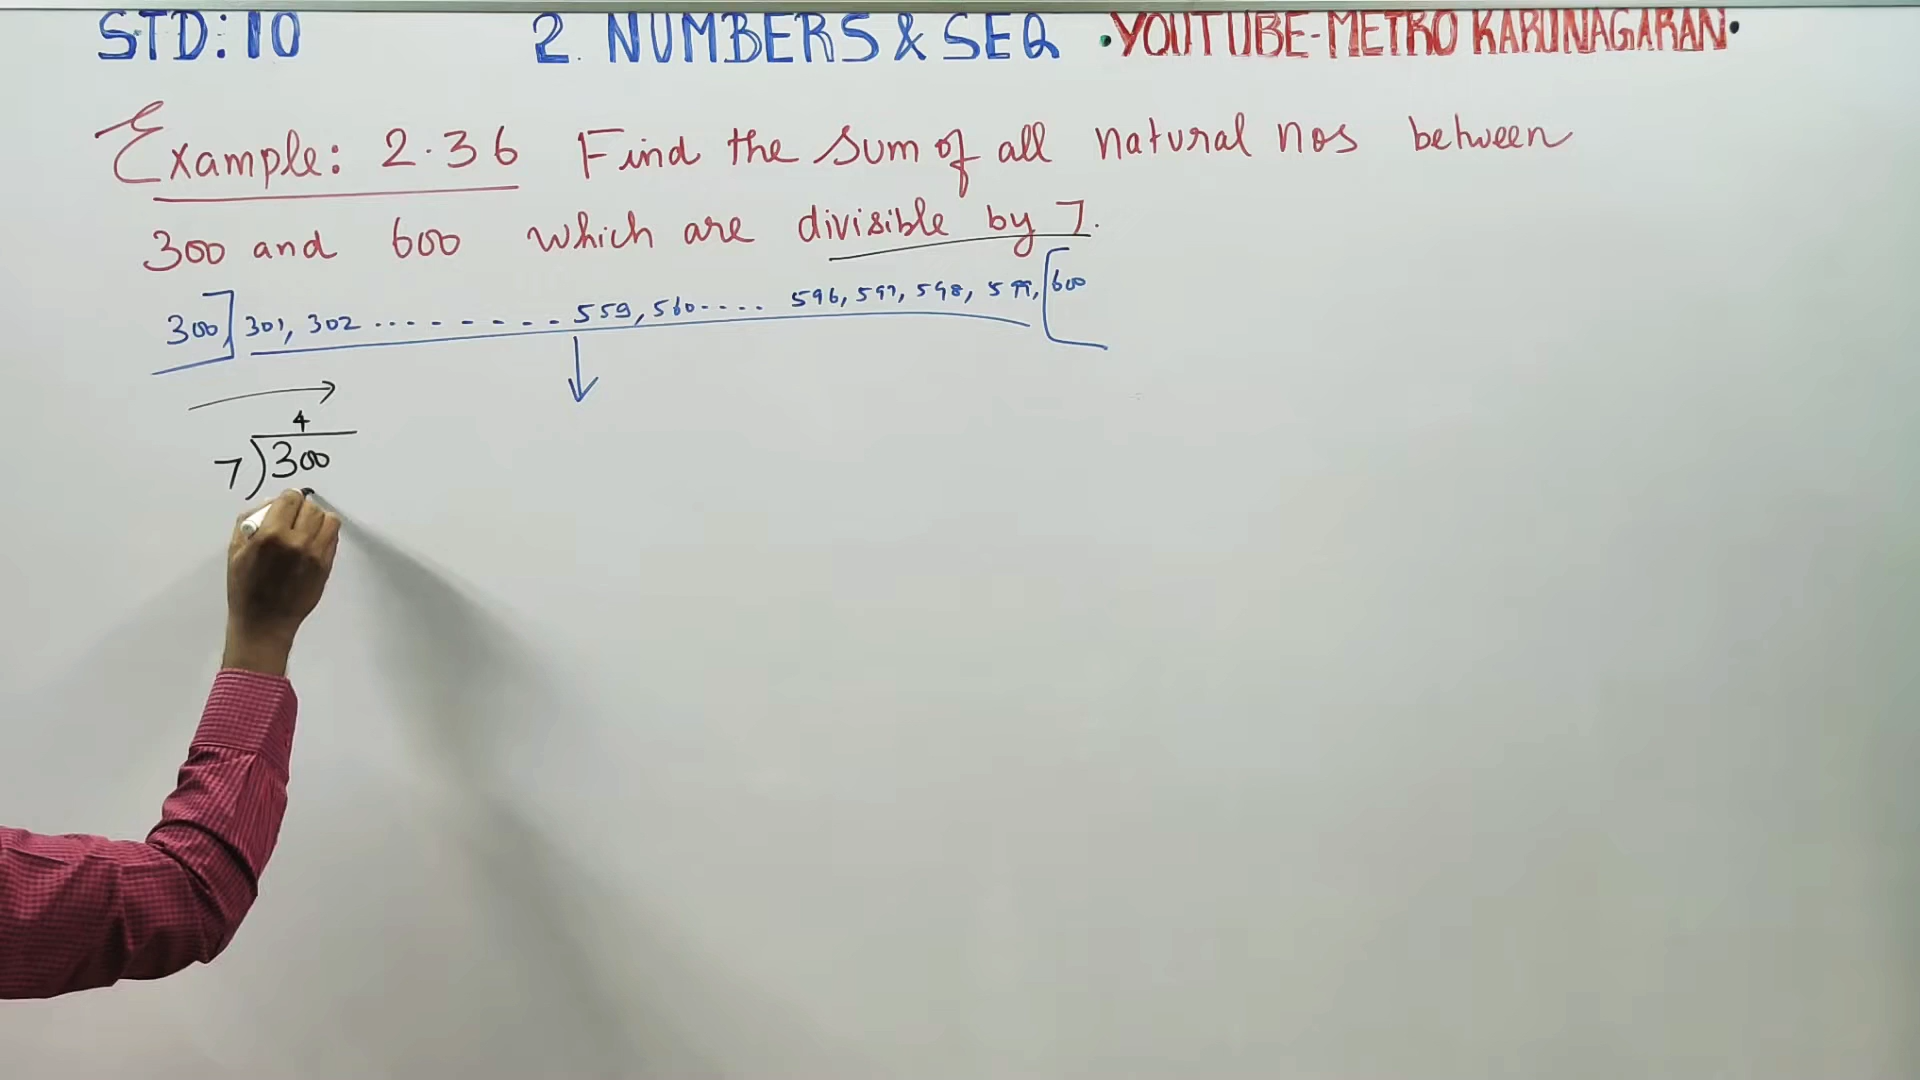 STD: 10 2. NUMBERS & SEQ • YOUTUBE-METRO KARUNAGARAN •
Example: 2.36 Find the sum of all natural nos between
300 and 600 which are divisible by 7.
300, 301, 302 ........ 559, 560.... 596, 597, 598, 599, 600
4
7)300